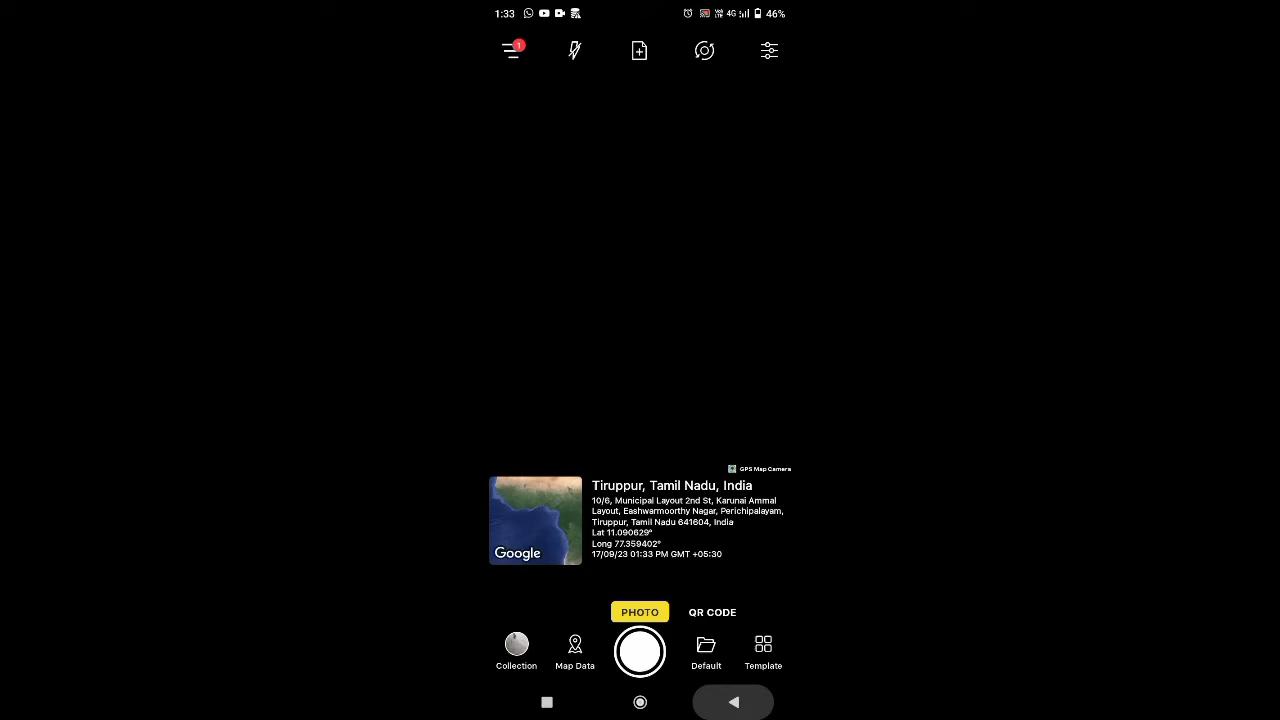 1:33
4G
46%
1
GPS Map Camera
Tiruppur, Tamil Nadu, India
10/6, Municipal Layout 2nd St, Karunai Ammal
Layout, Eashwarmoorthy Nagar, Perichipalayam,
Tiruppur, Tamil Nadu 641604, India
Lat 11.090629°
Long 77.359402°
17/09/23 01:33 PM GMT +05:30
Google
PHOTO QR CODE
Collection Map Data Default Template